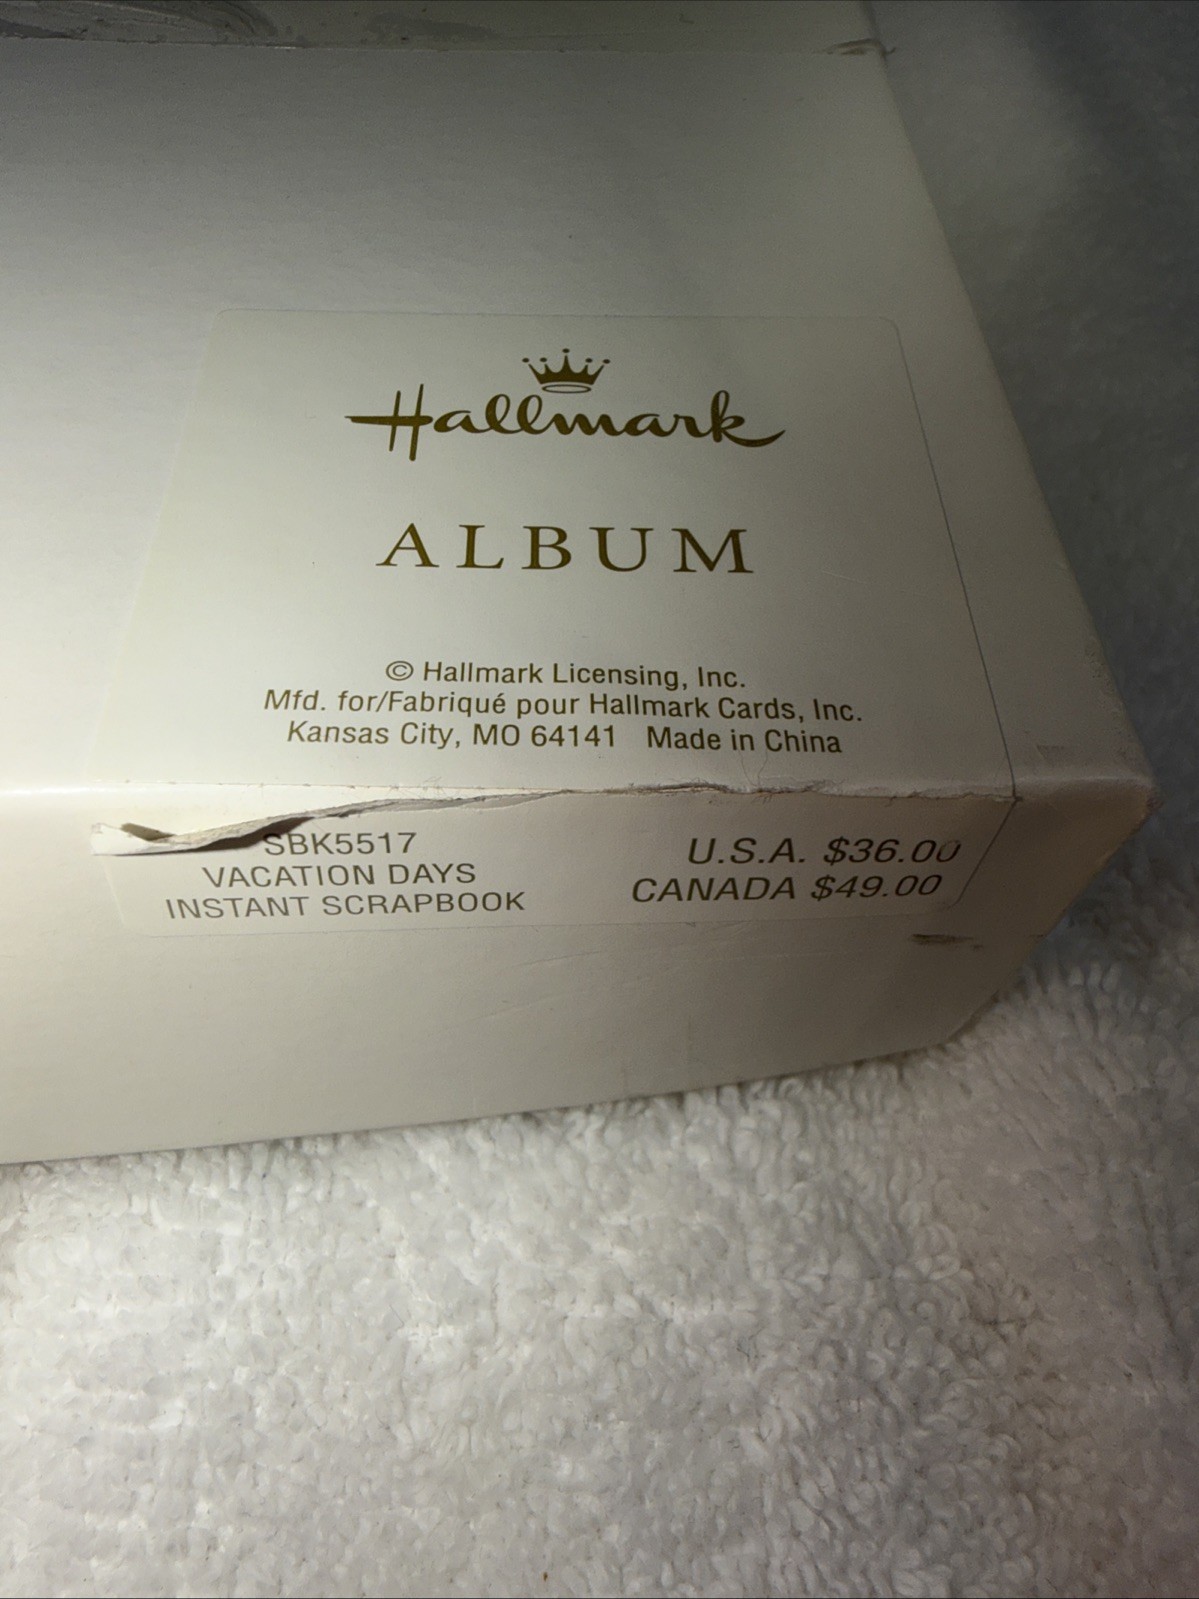 Hallmark
ALBUM
© Hallmark Licensing, Inc.
Mfd. for/Fabriqué pour Hallmark Cards, Inc.
Kansas City, MO 64141 Made in China
SBK5517
VACATION DAYS
INSTANT SCRAPBOOK
U.S.A. $36.00
CANADA $49.00